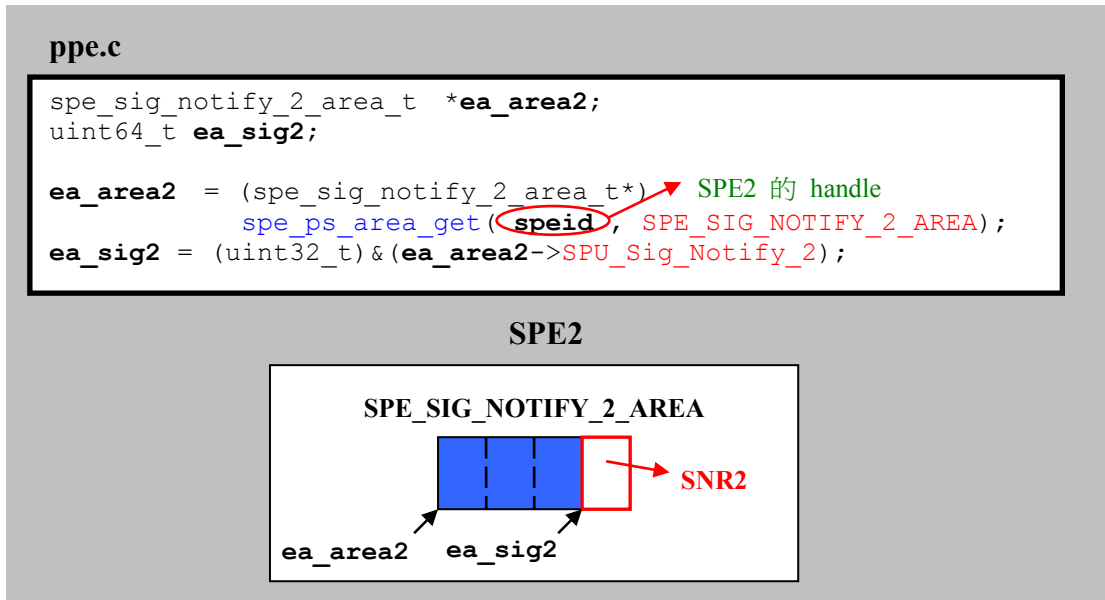 ppe.c
spe_sig_notify_2_area_t *ea_area2;
uint64_t ea_sig2;
ea_area2 = (spe_sig_notify_2_area_t*) SPE2 的 handle
spe_ps_area_get( speid , SPE_SIG_NOTIFY_2_AREA);
ea_sig2 = (uint32_t)&(ea_area2->SPU_Sig_Notify_2);
SPE2
SPE_SIG_NOTIFY_2_AREA
SNR2
ea_area2 ea_sig2